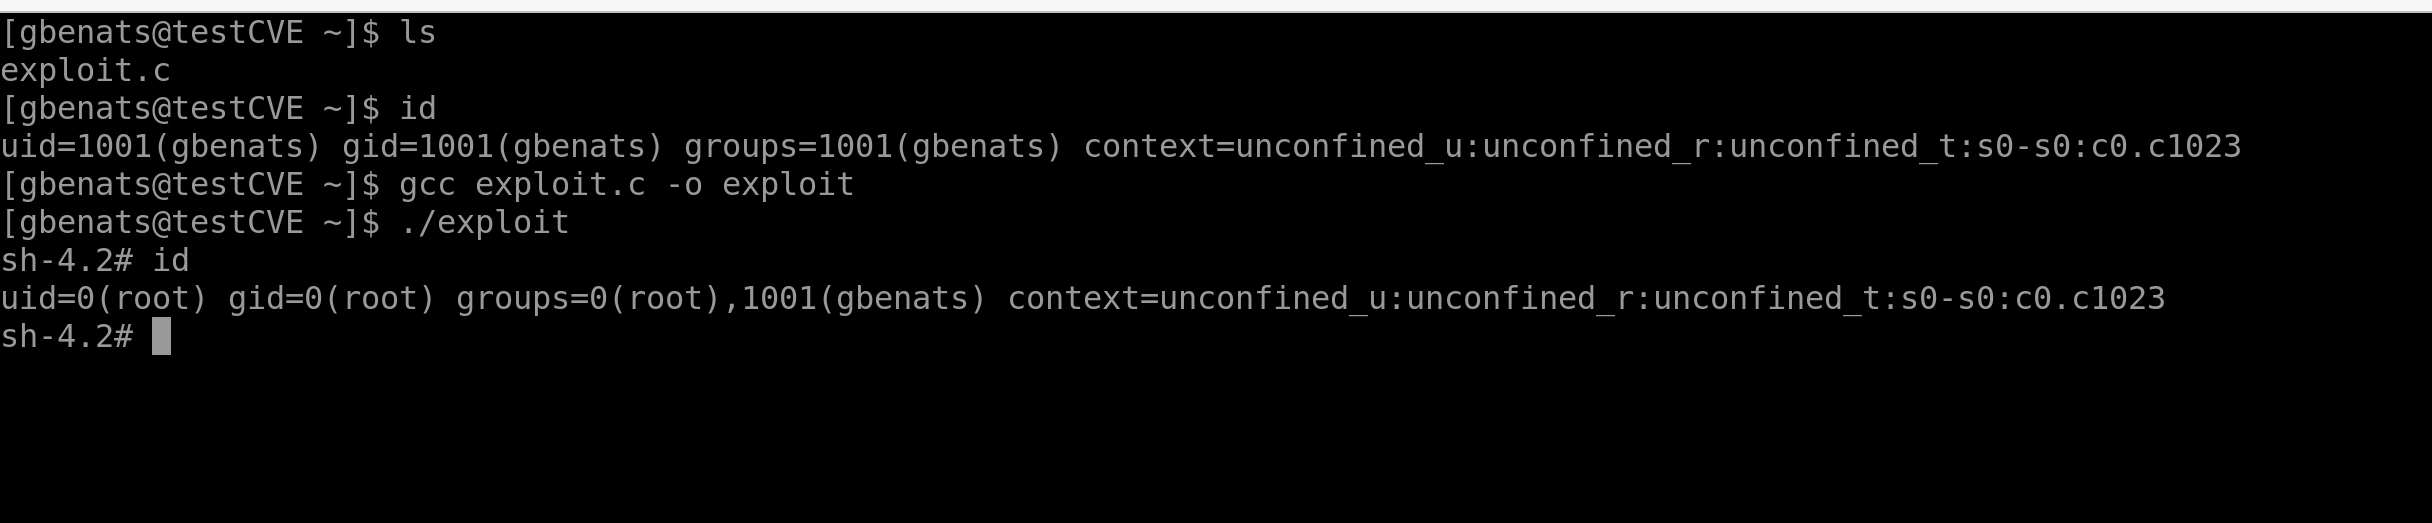 [gbenats@testCVE ~]$ ls
exploit.c
[gbenats@testCVE ~]$ id
uid=1001(gbenats) gid=1001(gbenats) groups=1001(gbenats) context=unconfined_u:unconfined_r:unconfined_t:s0-s0:c0.c1023
[gbenats@testCVE ~]$ gcc exploit.c -o exploit
[gbenats@testCVE ~]$ ./exploit
sh-4.2# id
uid=0(root) gid=0(root) groups=0(root),1001(gbenats) context=unconfined_u:unconfined_r:unconfined_t:s0-s0:c0.c1023
sh-4.2#